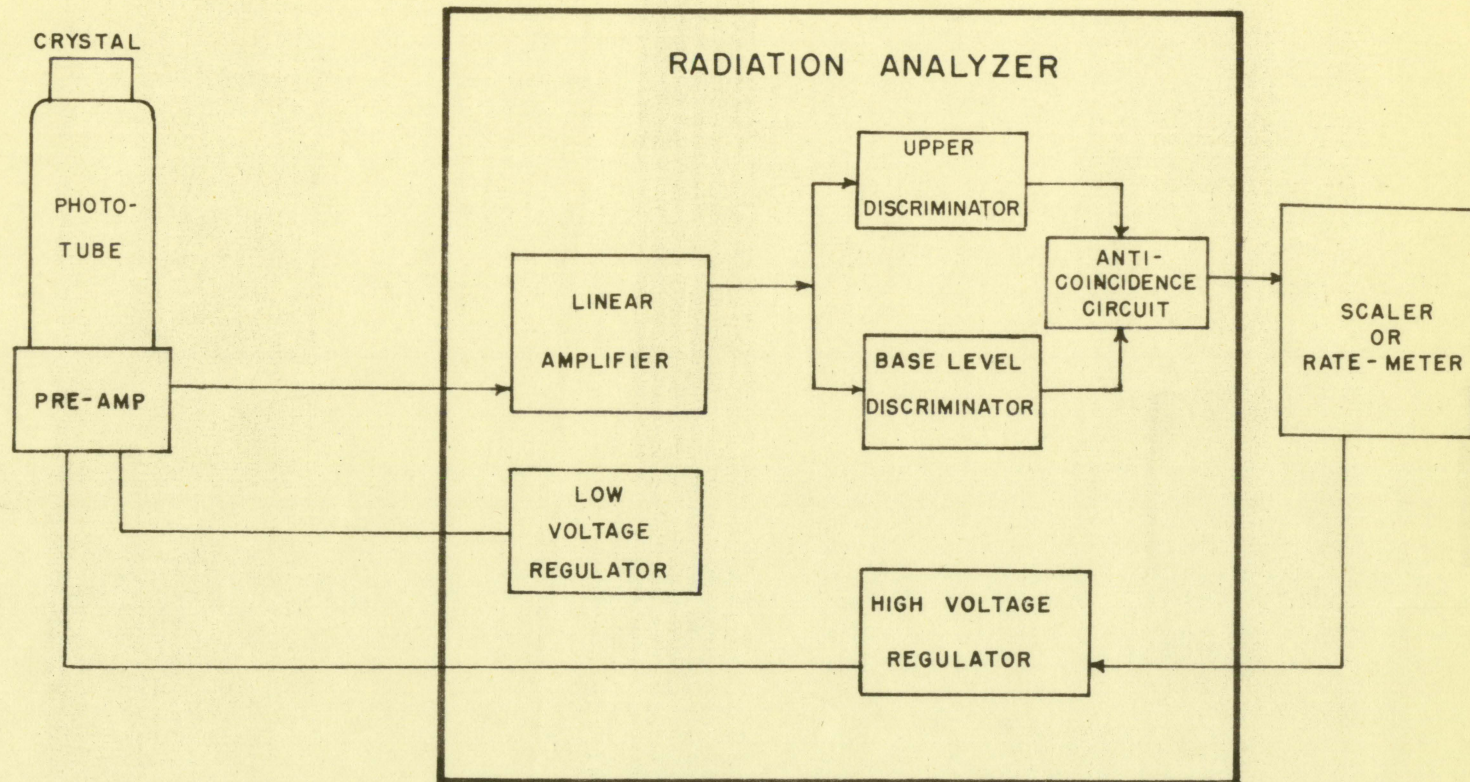 CRYSTAL
PHOTO-
TUBE
PRE-AMP
RADIATION ANALYZER
LINEAR
AMPLIFIER
LOW
VOLTAGE
REGULATOR
UPPER
DISCRIMINATOR
BASE LEVEL
DISCRIMINATOR
ANTI-
COINCIDENCE
CIRCUIT
HIGH VOLTAGE
REGULATOR
SCALER
OR
RATE-METER